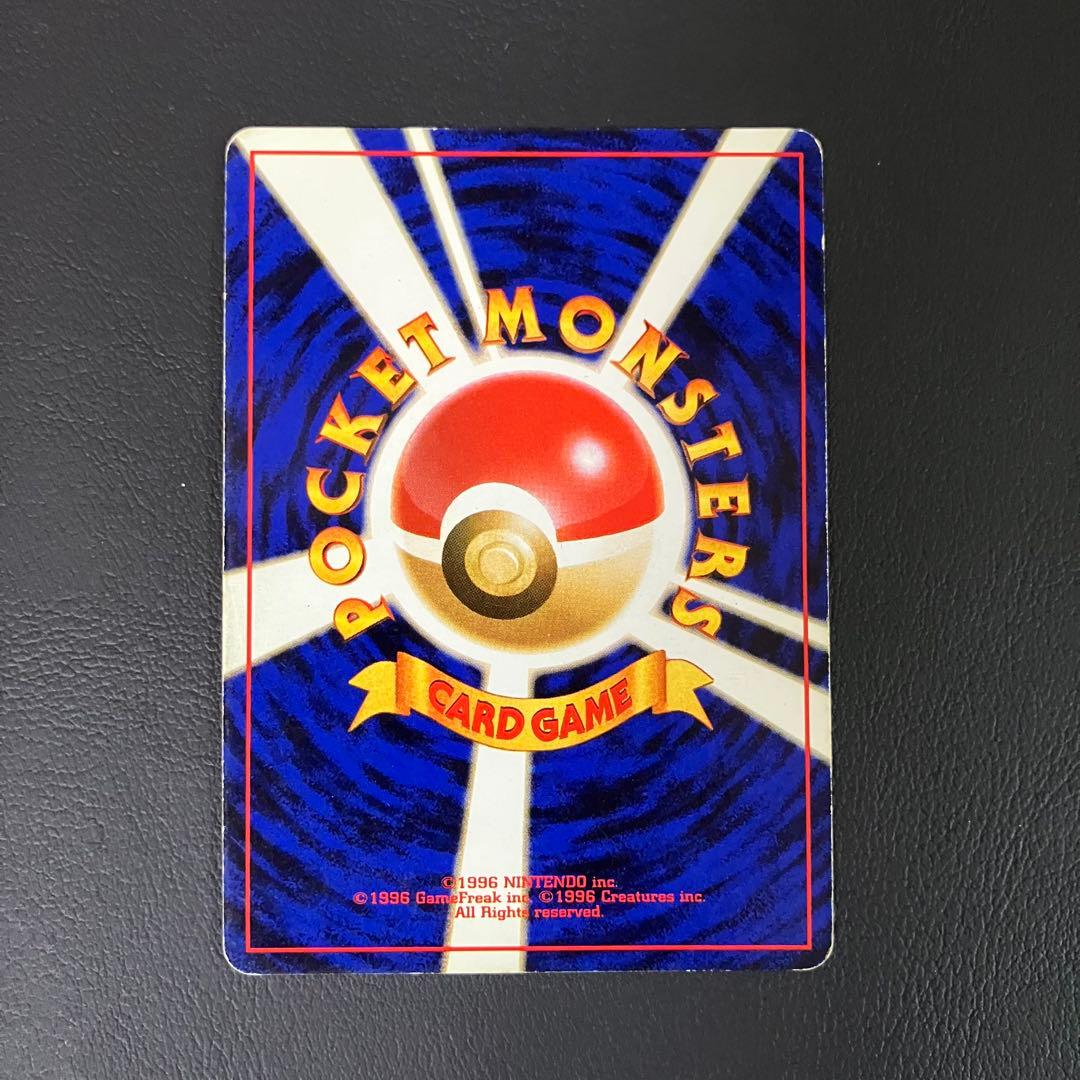 POCKET MONSTERS
CARD GAME
©1996 NINTENDO inc.
©1996 GameFreak inc. ©1996 Creatures inc.
All Rights reserved.